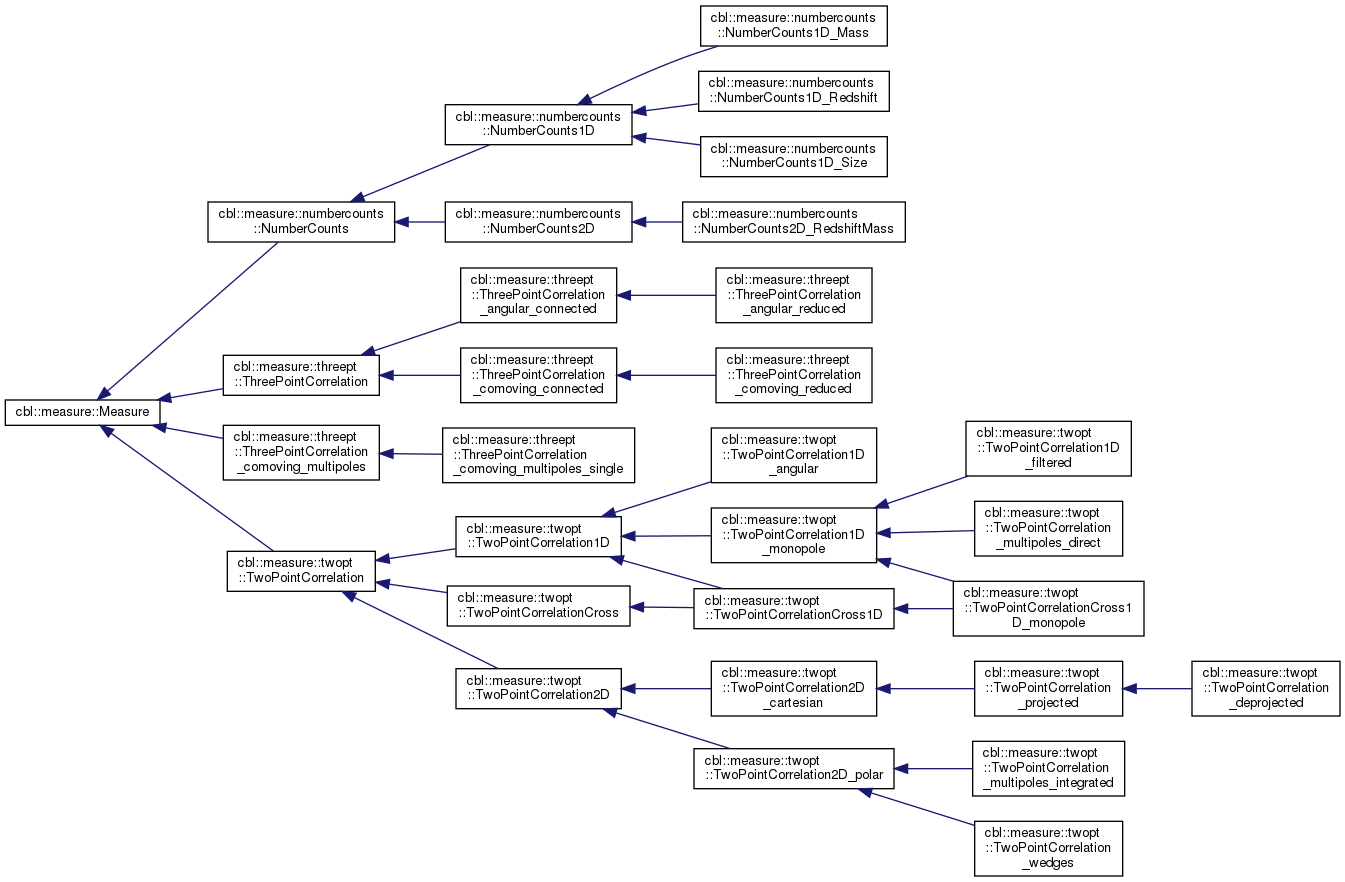 cbl::measure::numbercounts
::NumberCounts1D_Mass
cbl::measure::numbercounts
::NumberCounts1D_Redshift
cbl::measure::numbercounts
::NumberCounts1D
cbl::measure::numbercounts
::NumberCounts1D_Size
cbl::measure::numbercounts
::NumberCounts
cbl::measure::numbercounts
::NumberCounts2D
cbl::measure::numbercounts
::NumberCounts2D_RedshiftMass
cbl::measure::threept
::ThreePointCorrelation
_angular_connected
cbl::measure::threept
::ThreePointCorrelation
_angular_reduced
cbl::measure::threept
::ThreePointCorrelation
cbl::measure::threept
::ThreePointCorrelation
_comoving_connected
cbl::measure::threept
::ThreePointCorrelation
_comoving_reduced
cbl::measure::Measure
cbl::measure::threept
::ThreePointCorrelation
_comoving_multipoles
cbl::measure::threept
::ThreePointCorrelation
_comoving_multipoles_single
cbl::measure::twopt
::TwoPointCorrelation1D
_angular
cbl::measure::twopt
::TwoPointCorrelation1D
_filtered
cbl::measure::twopt
::TwoPointCorrelation1D
cbl::measure::twopt
::TwoPointCorrelation1D
_monopole
cbl::measure::twopt
::TwoPointCorrelation
_multipoles_direct
cbl::measure::twopt
::TwoPointCorrelation
cbl::measure::twopt
::TwoPointCorrelationCross
cbl::measure::twopt
::TwoPointCorrelationCross1D
cbl::measure::twopt
::TwoPointCorrelationCross1
D_monopole
cbl::measure::twopt
::TwoPointCorrelation2D
cbl::measure::twopt
::TwoPointCorrelation2D
_cartesian
cbl::measure::twopt
::TwoPointCorrelation
_projected
cbl::measure::twopt
::TwoPointCorrelation
_deprojected
cbl::measure::twopt
::TwoPointCorrelation2D_polar
cbl::measure::twopt
::TwoPointCorrelation
_multipoles_integrated
cbl::measure::twopt
::TwoPointCorrelation
_wedges